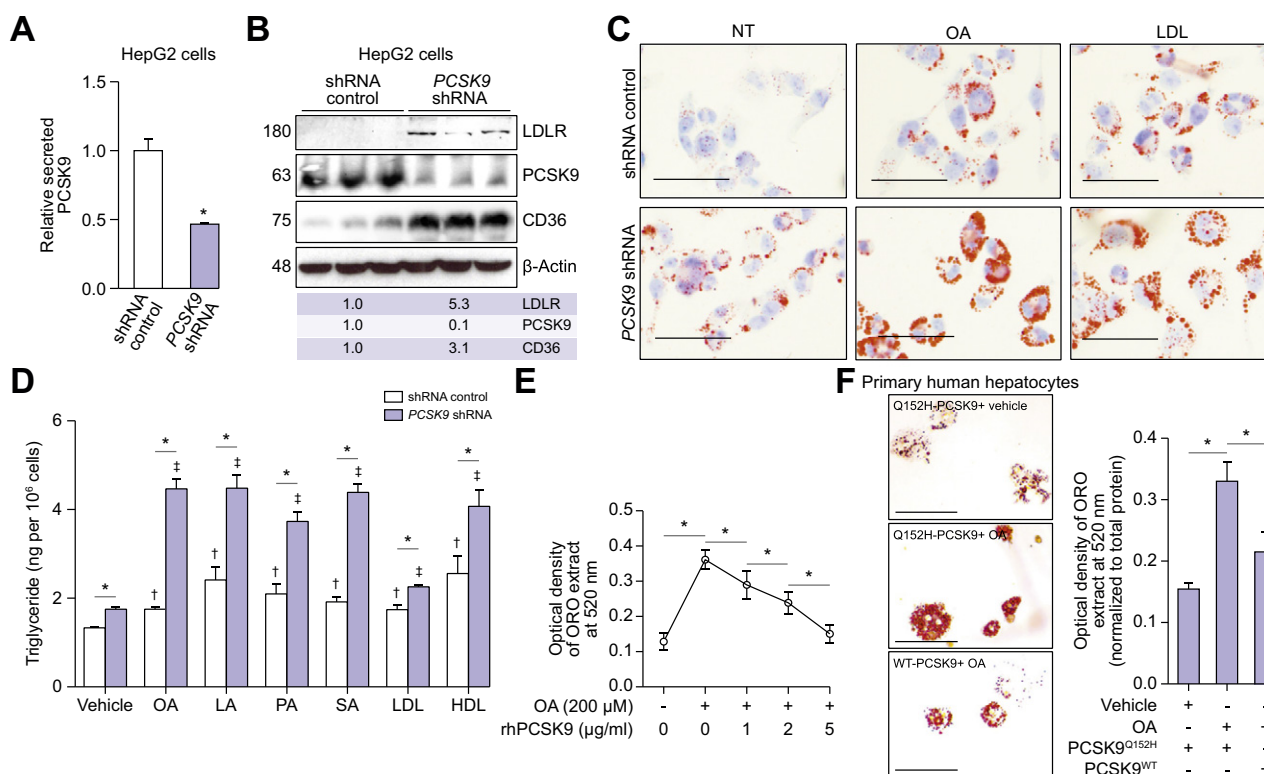 A
HepG2 cells
Relative secreted
PCSK9
1.5
1.0
0.5
0.0
*
shRNA
control
PCSK9
shRNA
B
HepG2 cells
shRNA
control
PCSK9
shRNA
180
LDLR
63
PCSK9
75
CD36
48
β-Actin
1.0 5.3 LDLR
1.0 0.1 PCSK9
1.0 3.1 CD36
C
NT OA LDL
shRNA control
PCSK9 shRNA
D
shRNA control
PCSK9 shRNA
Triglyceride (ng per 10⁶ cells)
6
4
2
0
* * * * * * *
† † † † † †
‡ ‡ ‡ ‡ ‡ ‡
Vehicle OA LA PA SA LDL HDL
E
Optical density
of ORO extract
at 520 nm
0.5
0.4
0.3
0.2
0.1
0.0
* * * *
OA (200 µM) - + + + +
rhPCSK9 (µg/ml) 0 0 1 2 5
F
Primary human hepatocytes
Q152H-PCSK9+ vehicle
Q152H-PCSK9+ OA
WT-PCSK9+ OA
Optical density of ORO
extract at 520 nm
(normalized to total protein)
0.4
0.3
0.2
0.1
0.0
* *
Vehicle + - -
OA - + +
PCSK9Q152H + + -
PCSK9WT - -